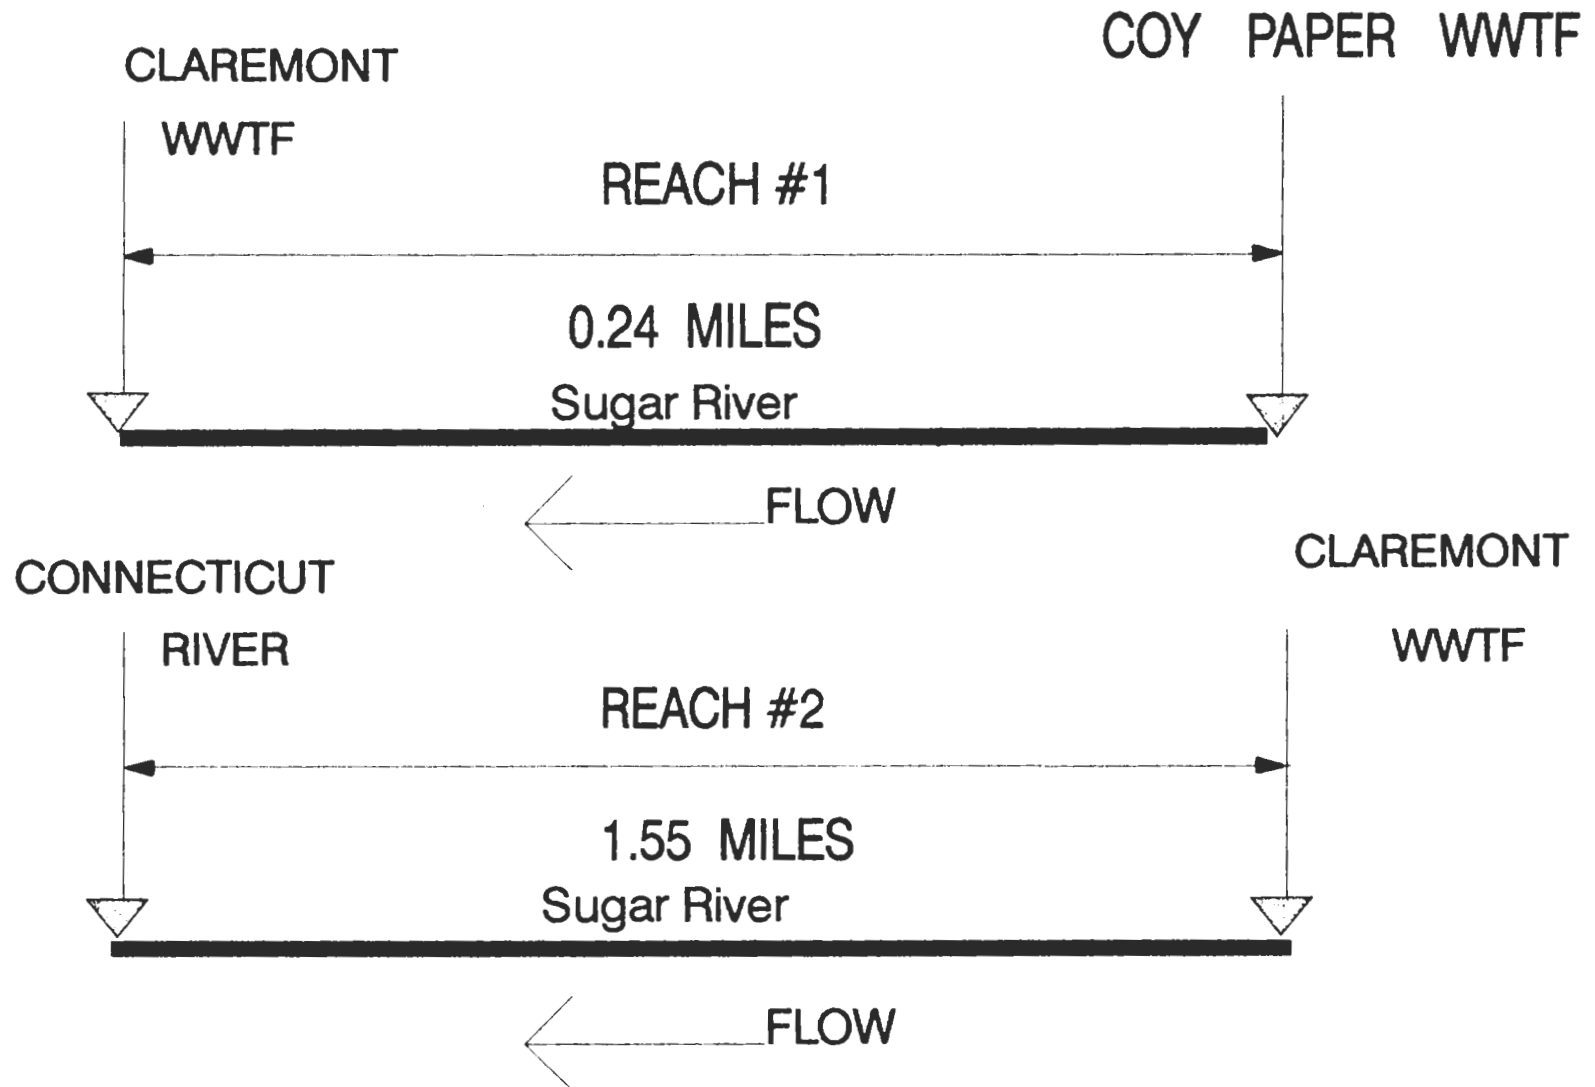 COY PAPER WWTF
CLAREMONT
WWTF
REACH #1
0.24 MILES
Sugar River
FLOW
CONNECTICUT
RIVER
CLAREMONT
WWTF
REACH #2
1.55 MILES
Sugar River
FLOW